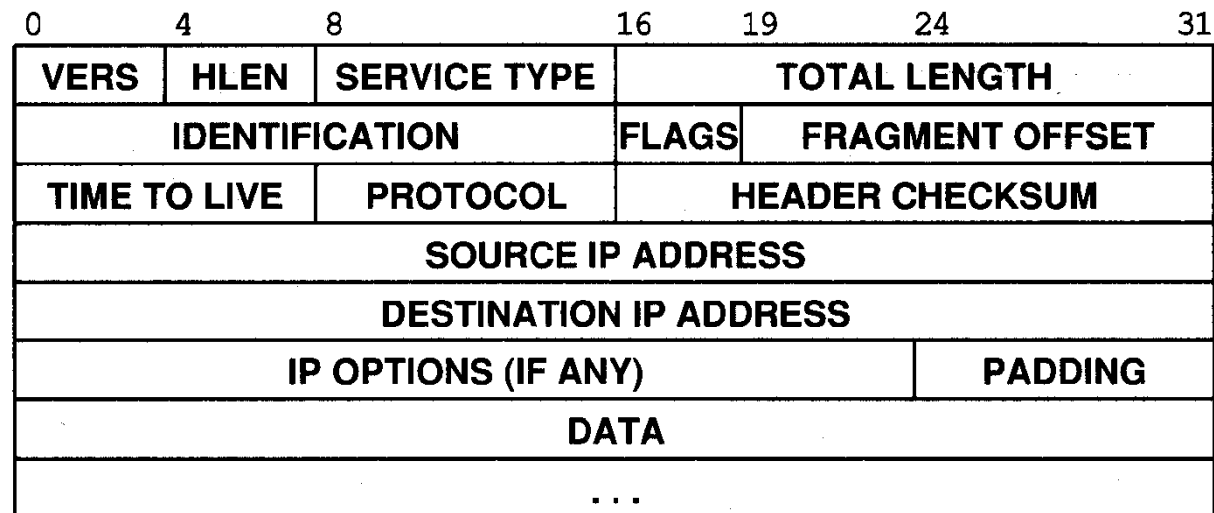 0 4 8 16 19 24 31
VERS HLEN SERVICE TYPE TOTAL LENGTH
IDENTIFICATION FLAGS FRAGMENT OFFSET
TIME TO LIVE PROTOCOL HEADER CHECKSUM
SOURCE IP ADDRESS
DESTINATION IP ADDRESS
IP OPTIONS (IF ANY) PADDING
DATA
...